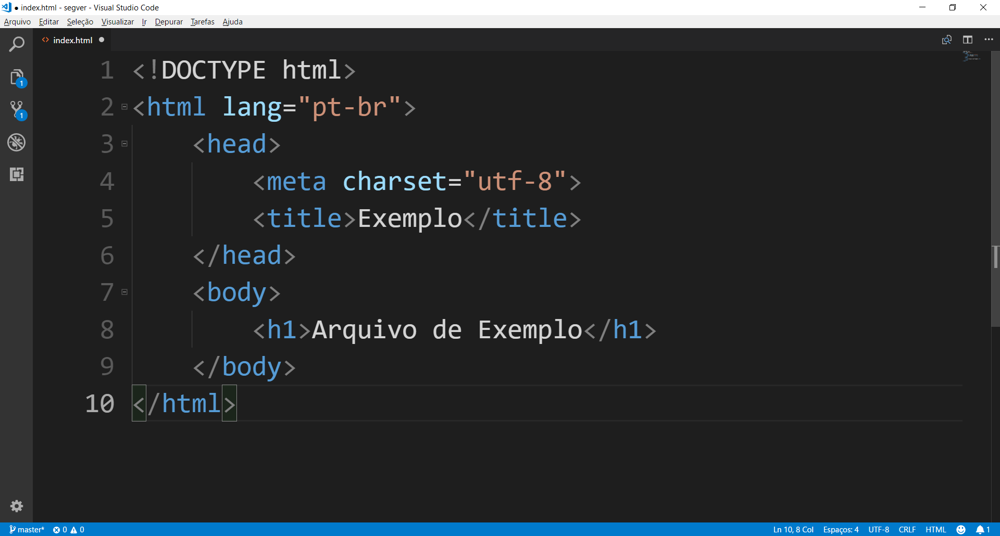 ● index.html - segver - Visual Studio Code
Arquivo Editar Seleção Visualizar Ir Depurar Tarefas Ajuda
<> index.html ●
1 <!DOCTYPE html>
2 <html lang="pt-br">
3     <head>
4         <meta charset="utf-8">
5         <title>Exemplo</title>
6     </head>
7     <body>
8         <h1>Arquivo de Exemplo</h1>
9     </body>
10 </html>
1
1
master* 0 0 Ln 10, 8 Col Espaços: 4 UTF-8 CRLF HTML 1